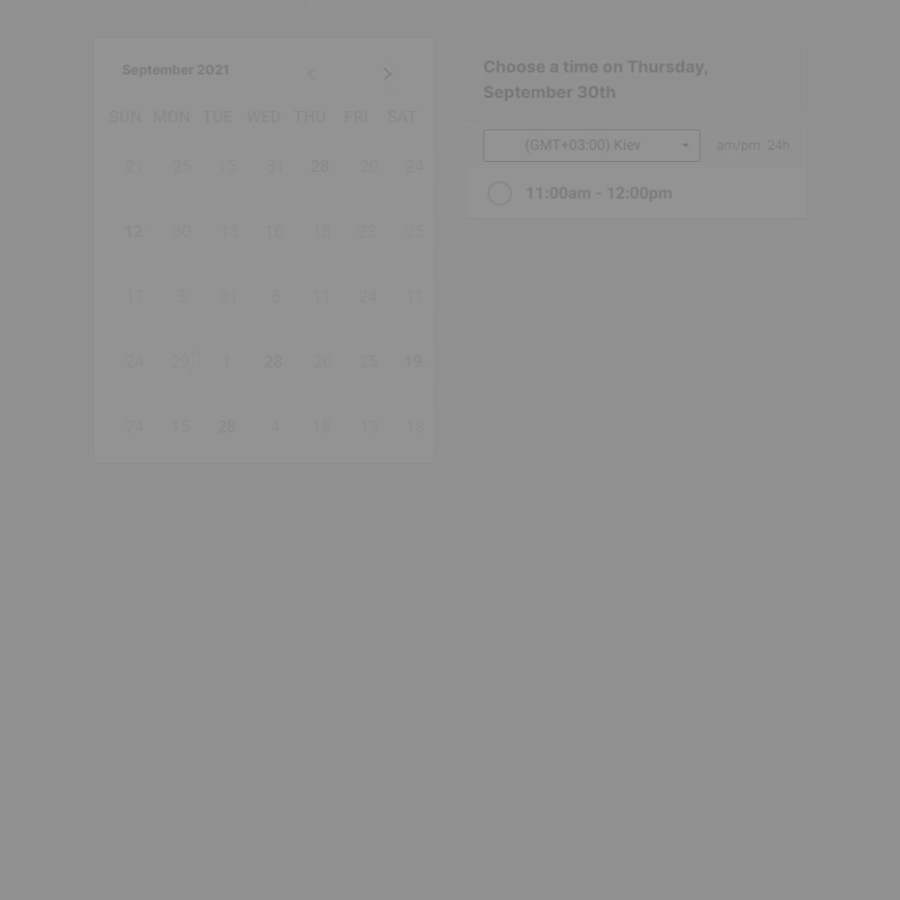 September 2021
SUN MON TUE WED THU FRI SAT
21 25 15 31 28 20 24
12 30 13 16 18 23 25
17 3 31 6 11 24 11
24 29 1 28 20 25 19
24 15 28 4 18 13 18
Choose a time on Thursday,
September 30th
(GMT+03:00) Kiev am/pm 24h
11:00am - 12:00pm